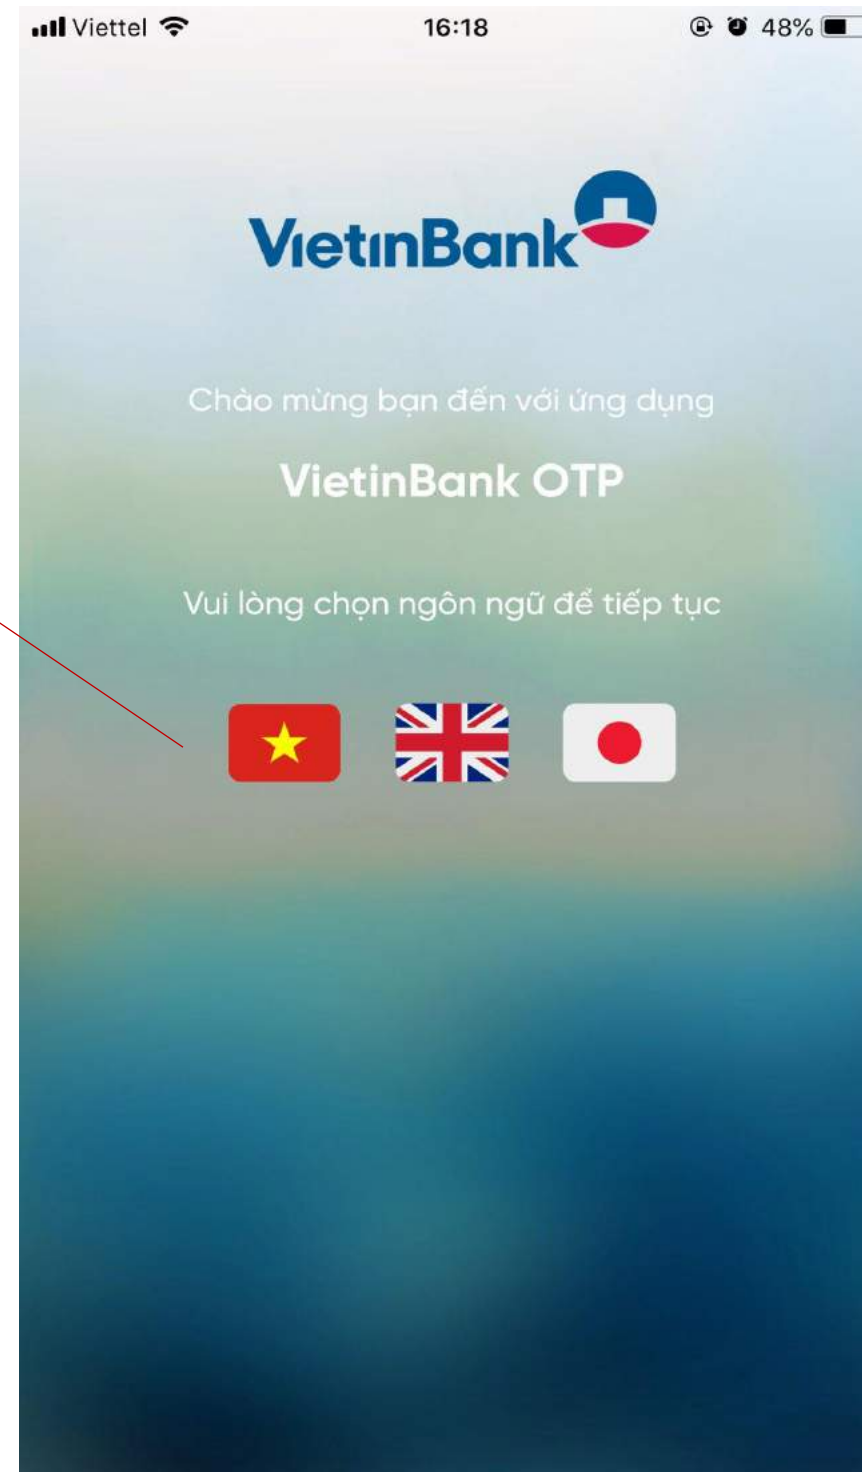 Viettel 16:18 48%
VietinBank
Chào mừng bạn đến với ứng dụng
VietinBank OTP
Vui lòng chọn ngôn ngữ để tiếp tục